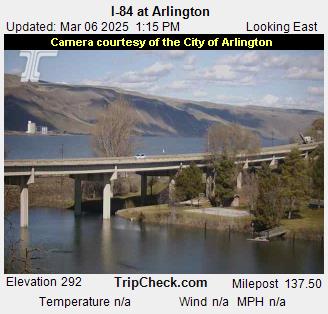 I-84 at Arlington
Updated: Mar 06 2025 1:15 PM Looking East
Camera courtesy of the City of Arlington
Elevation 292 TripCheck.com Milepost 137.50
Temperature n/a Wind n/a MPH n/a